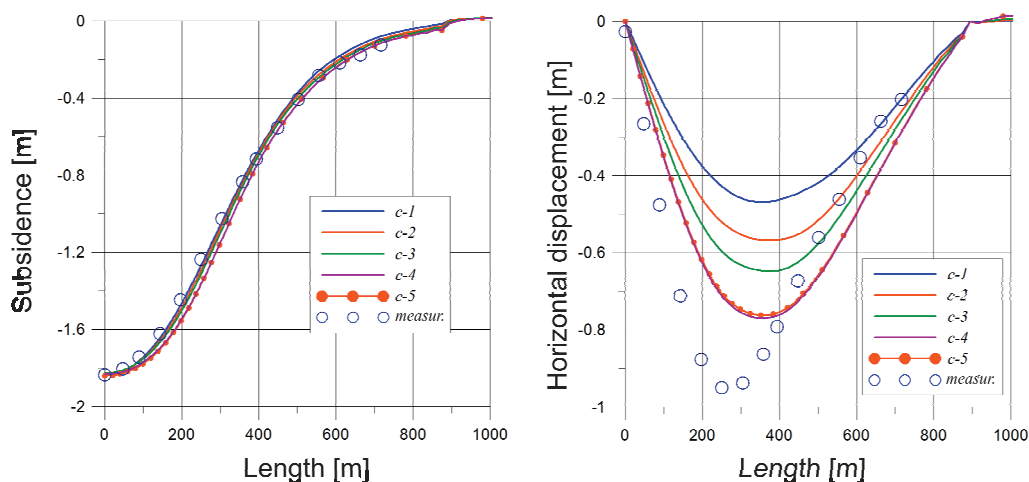 Subsidence [m]
0
-0.4
-0.8
-1.2
-1.6
-2
0
200
400
600
800
1000
Length [m]
c-1
c-2
c-3
c-4
c-5
measur.
Horizontal displacement [m]
0
-0.2
-0.4
-0.6
-0.8
-1
0
200
400
600
800
1000
Length [m]
c-1
c-2
c-3
c-4
c-5
measur.